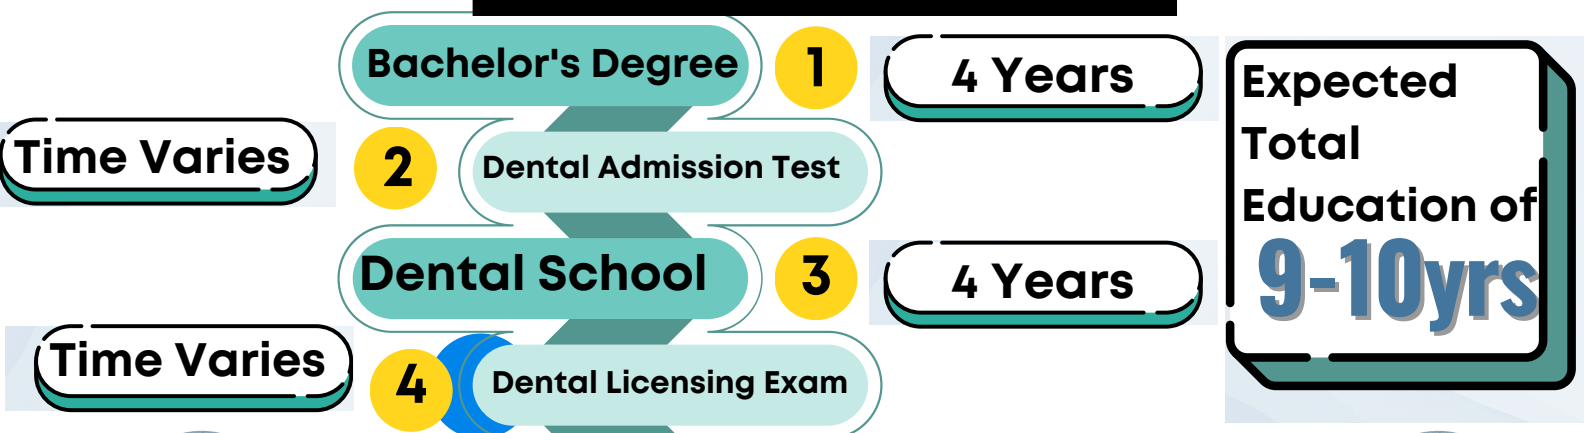 Bachelor's Degree
1
4 Years
Time Varies
2
Dental Admission Test
Dental School
3
4 Years
Time Varies
4
Dental Licensing Exam
Expected
Total
Education of
9-10yrs